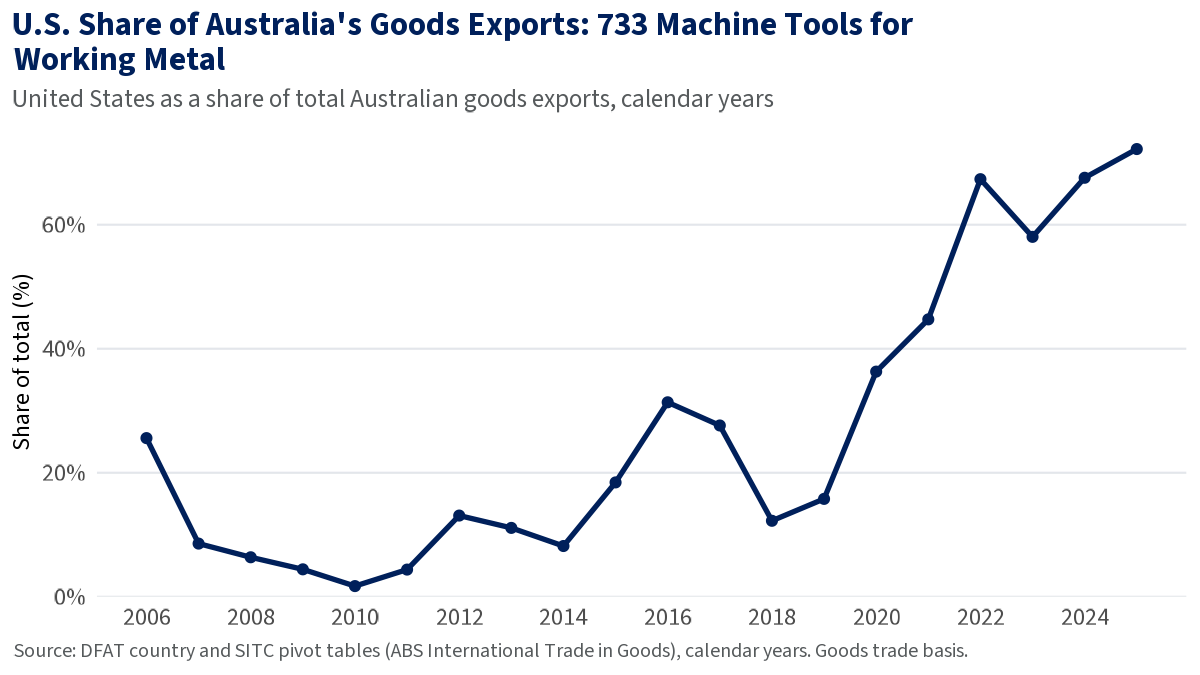 U.S. Share of Australia's Goods Exports: 733 Machine Tools for
Working Metal
United States as a share of total Australian goods exports, calendar years
Share of total (%)
60%
40%
20%
0%
2006 2008 2010 2012 2014 2016 2018 2020 2022 2024
Source: DFAT country and SITC pivot tables (ABS International Trade in Goods), calendar years. Goods trade basis.